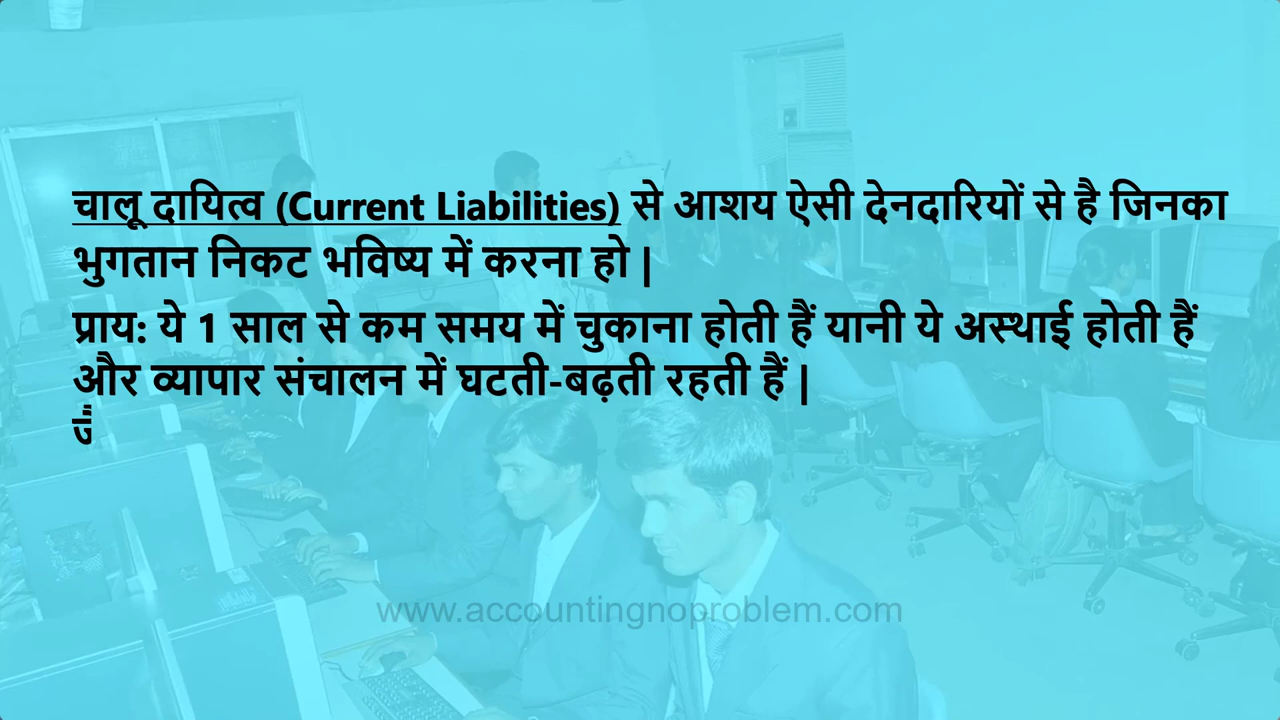 चालू दायित्व (Current Liabilities) से आशय ऐसी देनदारियों से है जिनका
भुगतान निकट भविष्य में करना हो |
प्राय: ये 1 साल से कम समय में चुकाना होती हैं यानी ये अस्थाई होती हैं
और व्यापार संचालन में घटती-बढ़ती रहती हैं |
www.accountingnoproblem.com